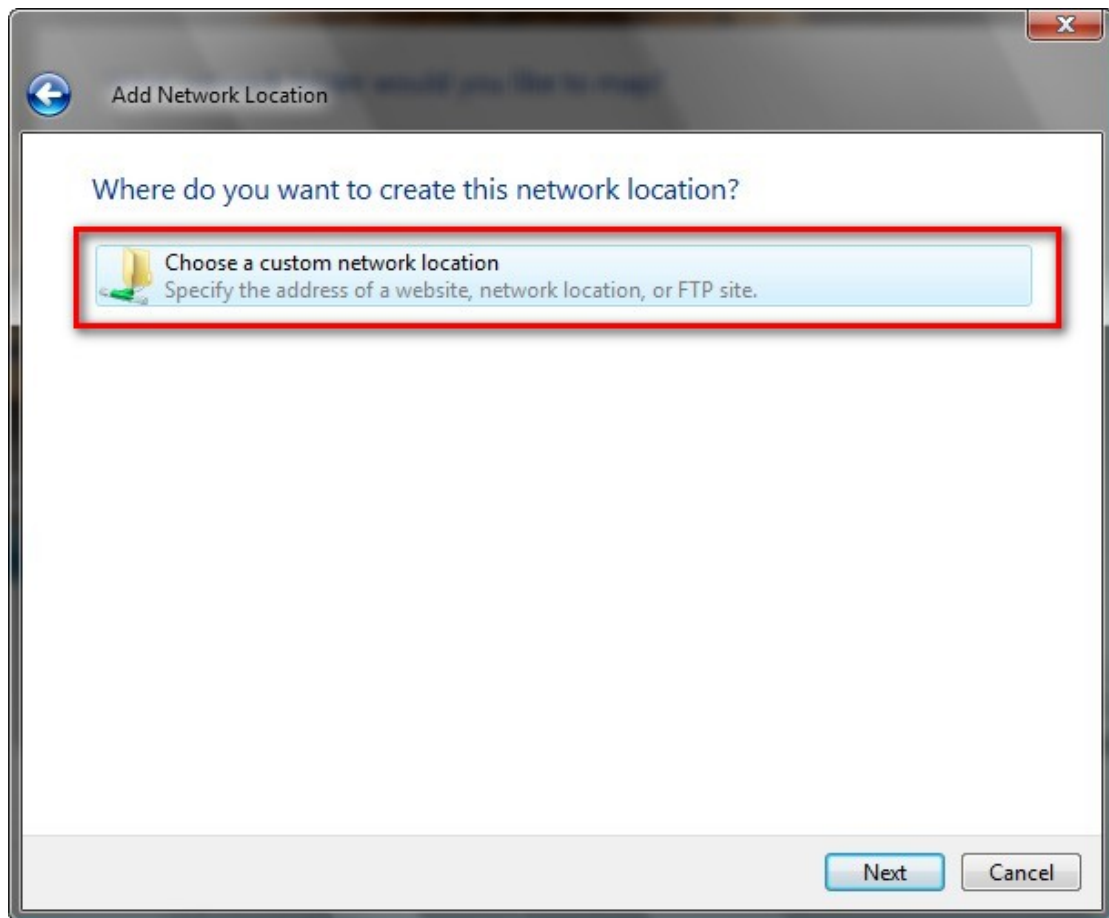 Add Network Location
Where do you want to create this network location?
Choose a custom network location
Specify the address of a website, network location, or FTP site.
Next
Cancel